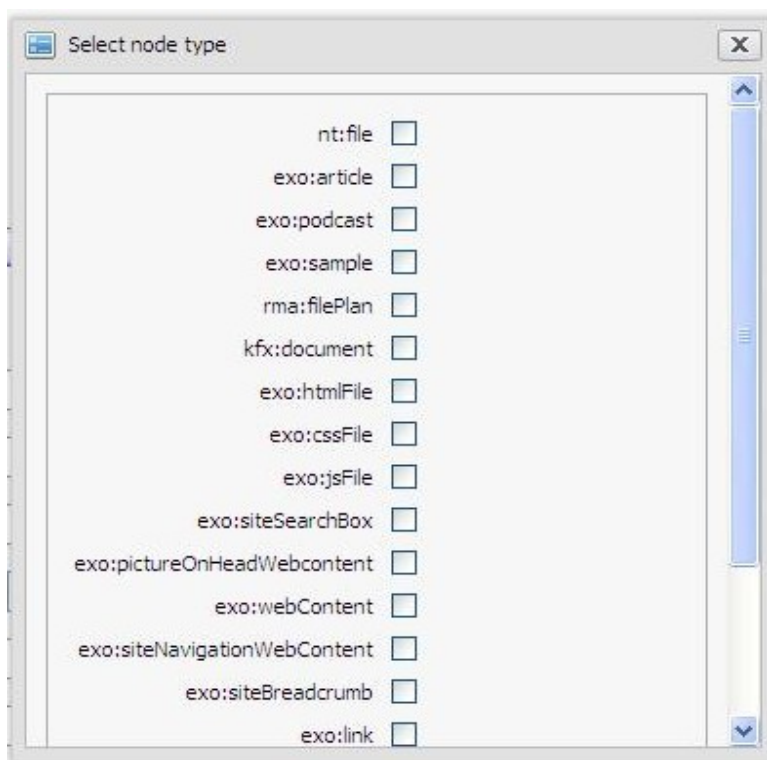 Select node type
nt:file
exo:article
exo:podcast
exo:sample
rma:filePlan
kfx:document
exo:htmlFile
exo:cssFile
exo:jsFile
exo:siteSearchBox
exo:pictureOnHeadWebcontent
exo:webContent
exo:siteNavigationWebContent
exo:siteBreadcrumb
exo:link